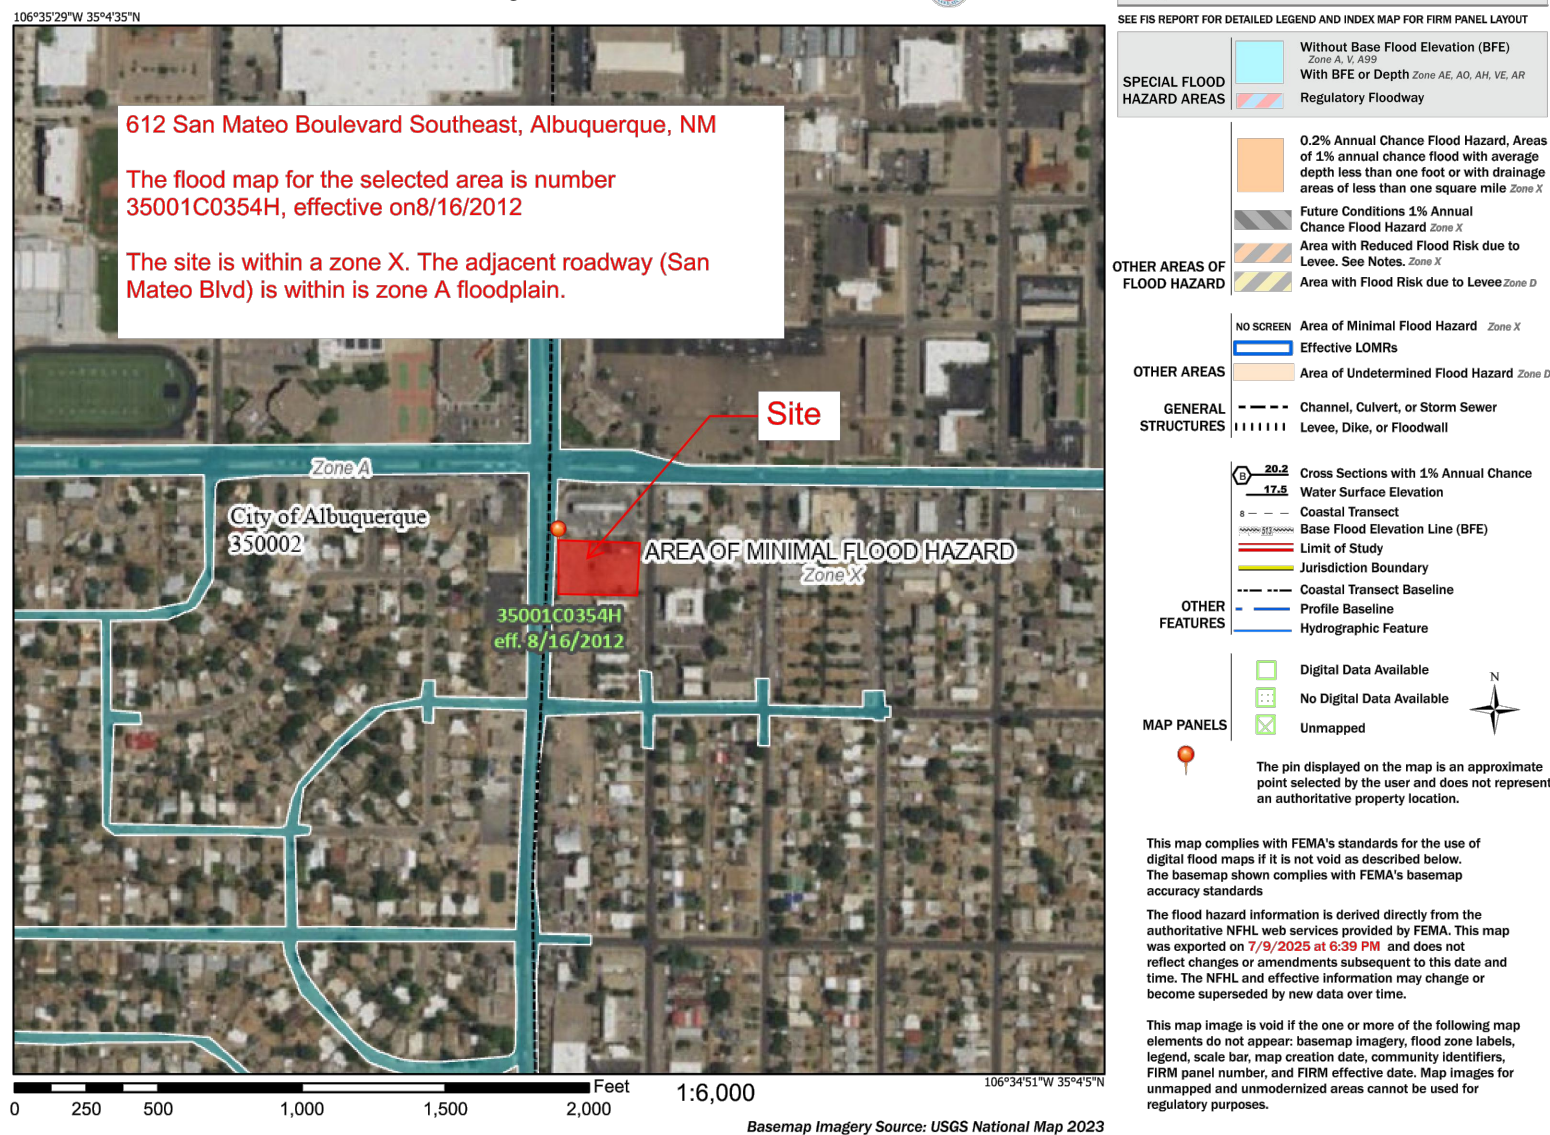 106°35'29"W 35°4'35"N
612 San Mateo Boulevard Southeast, Albuquerque, NM
The flood map for the selected area is number
35001C0354H, effective on8/16/2012
The site is within a zone X. The adjacent roadway (San
Mateo Blvd) is within is zone A floodplain.
Site
Zone A
City of Albuquerque
350002
AREA OF MINIMAL FLOOD HAZARD
Zone X
35001C0354H
eff. 8/16/2012
0 250 500 1,000 1,500 2,000
Feet
1:6,000
106°34'51"W 35°4'5"N
Basemap Imagery Source: USGS National Map 2023
SEE FIS REPORT FOR DETAILED LEGEND AND INDEX MAP FOR FIRM PANEL LAYOUT
SPECIAL FLOOD
HAZARD AREAS
Without Base Flood Elevation (BFE)
Zone A, V, A99
With BFE or Depth Zone AE, AO, AH, VE, AR
Regulatory Floodway
OTHER AREAS OF
FLOOD HAZARD
0.2% Annual Chance Flood Hazard, Areas
of 1% annual chance flood with average
depth less than one foot or with drainage
areas of less than one square mile Zone X
Future Conditions 1% Annual
Chance Flood Hazard Zone X
Area with Reduced Flood Risk due to
Levee. See Notes. Zone X
Area with Flood Risk due to Levee Zone D
OTHER AREAS
NO SCREEN Area of Minimal Flood Hazard Zone X
Effective LOMRs
Area of Undetermined Flood Hazard Zone D
GENERAL
STRUCTURES
Channel, Culvert, or Storm Sewer
Levee, Dike, or Floodwall
OTHER
FEATURES
B 20.2 Cross Sections with 1% Annual Chance
17.5 Water Surface Elevation
8 Coastal Transect
513 Base Flood Elevation Line (BFE)
Limit of Study
Jurisdiction Boundary
Coastal Transect Baseline
Profile Baseline
Hydrographic Feature
MAP PANELS
Digital Data Available
No Digital Data Available
Unmapped
N
The pin displayed on the map is an approximate
point selected by the user and does not represent
an authoritative property location.
This map complies with FEMA's standards for the use of
digital flood maps if it is not void as described below.
The basemap shown complies with FEMA's basemap
accuracy standards
The flood hazard information is derived directly from the
authoritative NFHL web services provided by FEMA. This map
was exported on 7/9/2025 at 6:39 PM and does not
reflect changes or amendments subsequent to this date and
time. The NFHL and effective information may change or
become superseded by new data over time.
This map image is void if the one or more of the following map
elements do not appear: basemap imagery, flood zone labels,
legend, scale bar, map creation date, community identifiers,
FIRM panel number, and FIRM effective date. Map images for
unmapped and unmodernized areas cannot be used for
regulatory purposes.